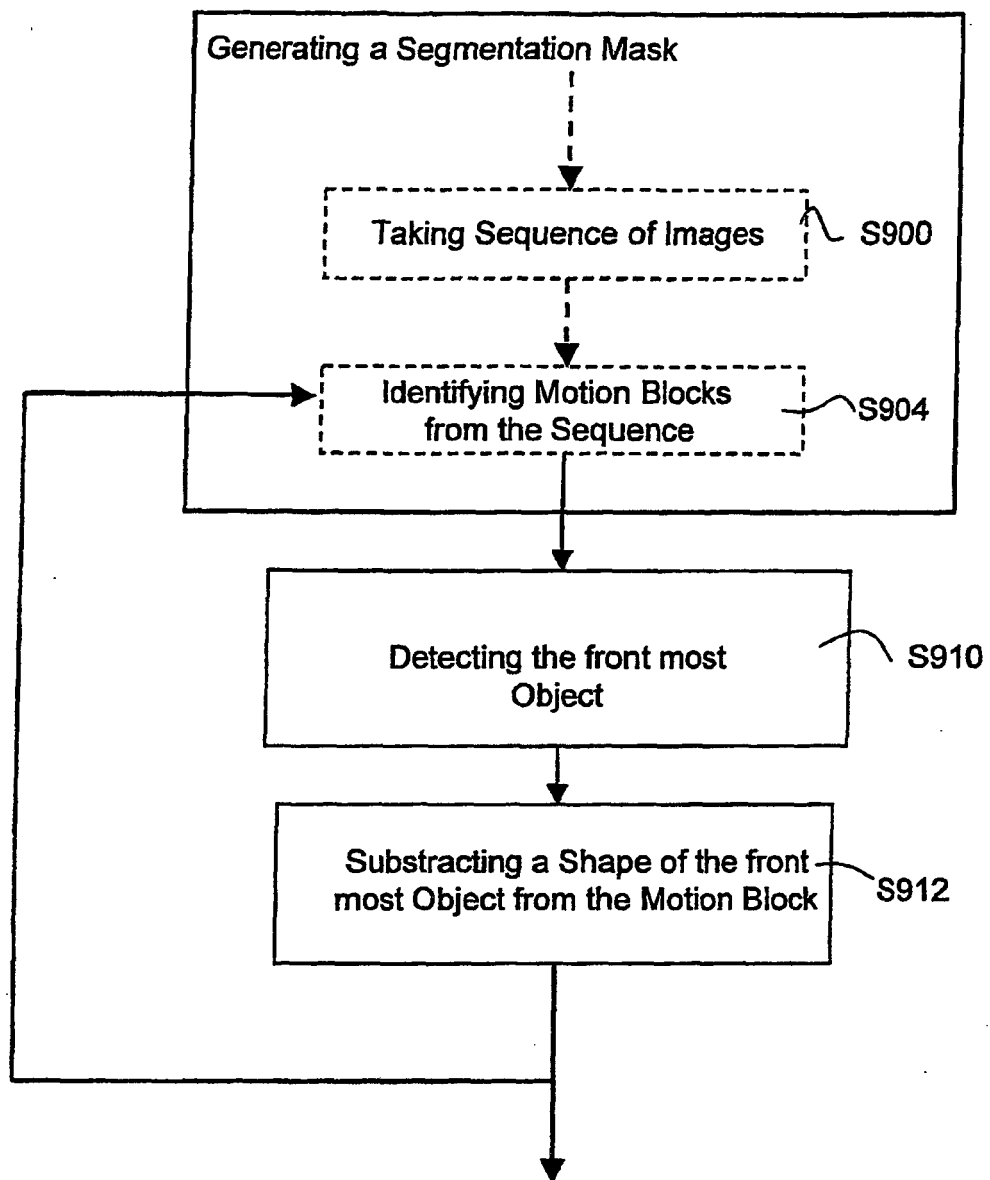 Generating a Segmentation Mask
Taking Sequence of Images
S900
Identifying Motion Blocks
from the Sequence
S904
Detecting the front most
Object
S910
Substracting a Shape of the front
most Object from the Motion Block
S912